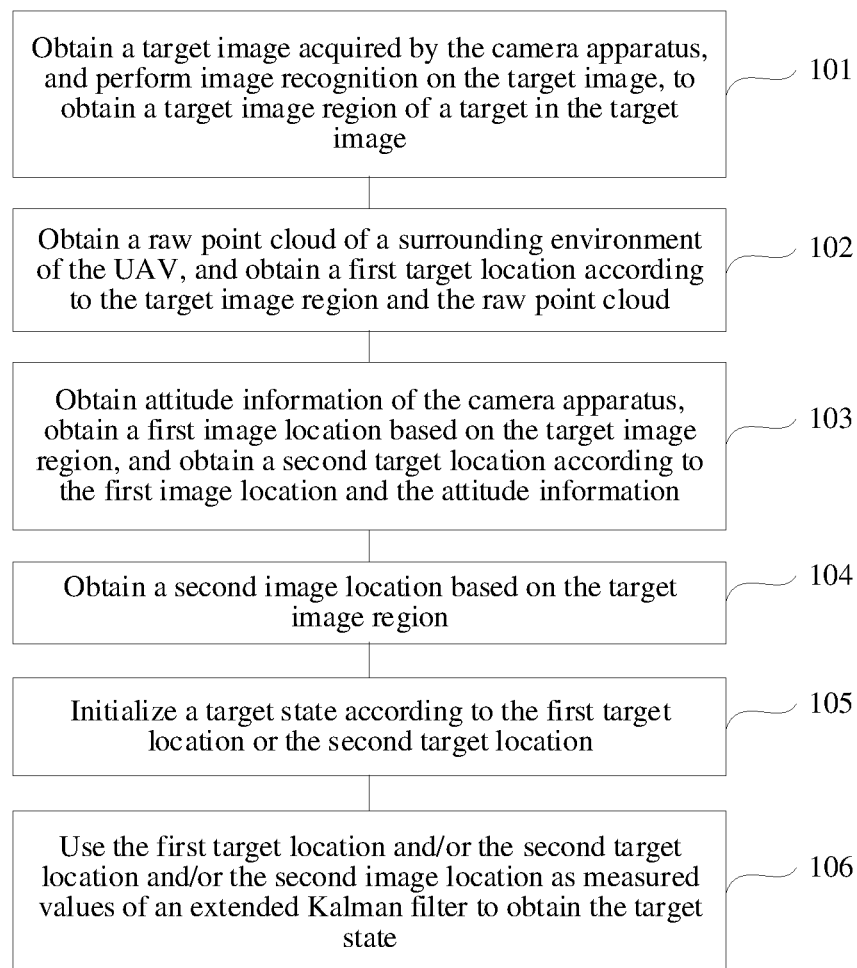 Obtain a target image acquired by the camera apparatus,
and perform image recognition on the target image, to
obtain a target image region of a target in the target
image
101
Obtain a raw point cloud of a surrounding environment
of the UAV, and obtain a first target location according
to the target image region and the raw point cloud
102
Obtain attitude information of the camera apparatus,
obtain a first image location based on the target image
region, and obtain a second target location according to
the first image location and the attitude information
103
Obtain a second image location based on the target
image region
104
Initialize a target state according to the first target
location or the second target location
105
Use the first target location and/or the second target
location and/or the second image location as measured
values of an extended Kalman filter to obtain the target
state
106